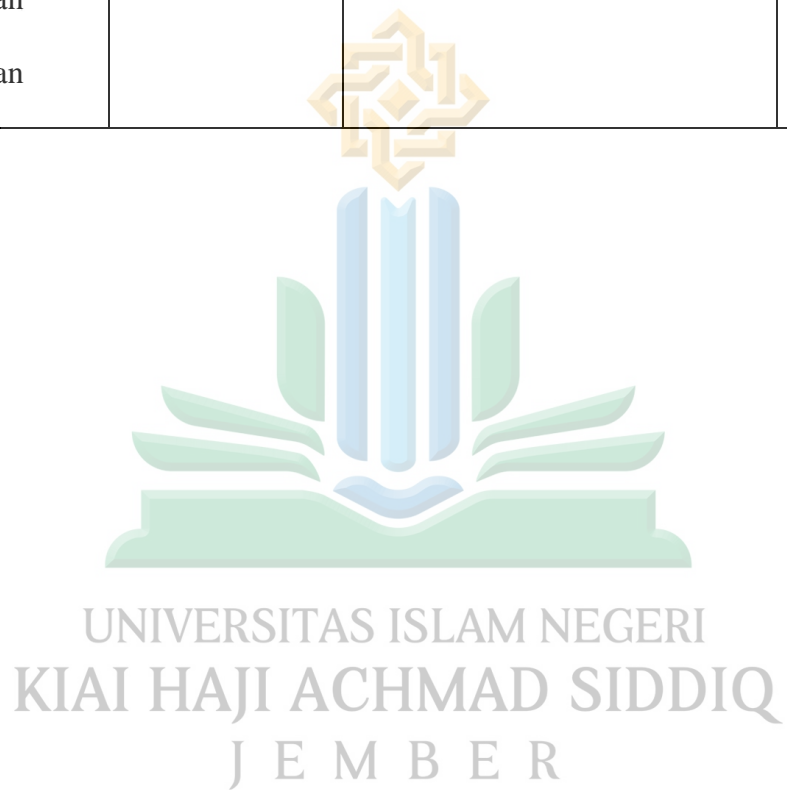 an
an
UNIVERSITAS ISLAM NEGERI
KIAI HAJI ACHMAD SIDDIQ
J E M B E R